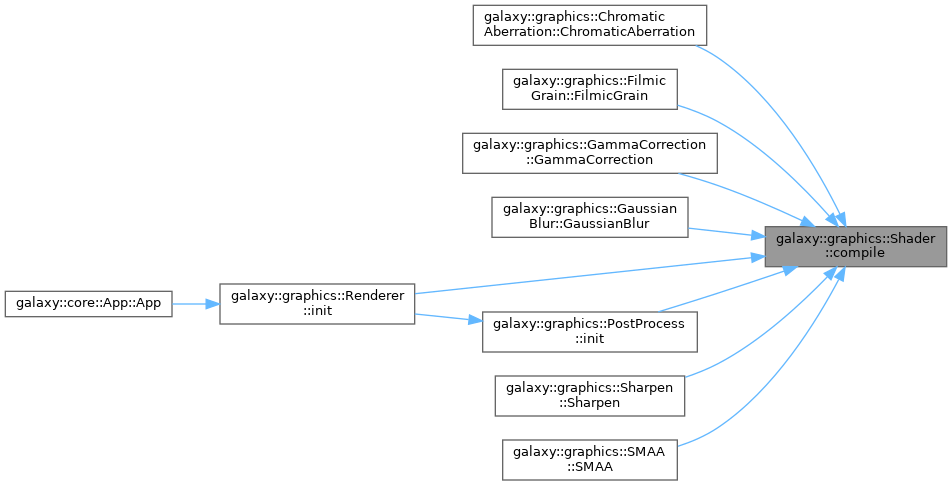 galaxy::graphics::Chromatic
Aberration::ChromaticAberration
galaxy::graphics::Filmic
Grain::FilmicGrain
galaxy::graphics::GammaCorrection
::GammaCorrection
galaxy::graphics::Gaussian
Blur::GaussianBlur
galaxy::graphics::Shader
::compile
galaxy::core::App::App
galaxy::graphics::Renderer
::init
galaxy::graphics::PostProcess
::init
galaxy::graphics::Sharpen
::Sharpen
galaxy::graphics::SMAA
::SMAA